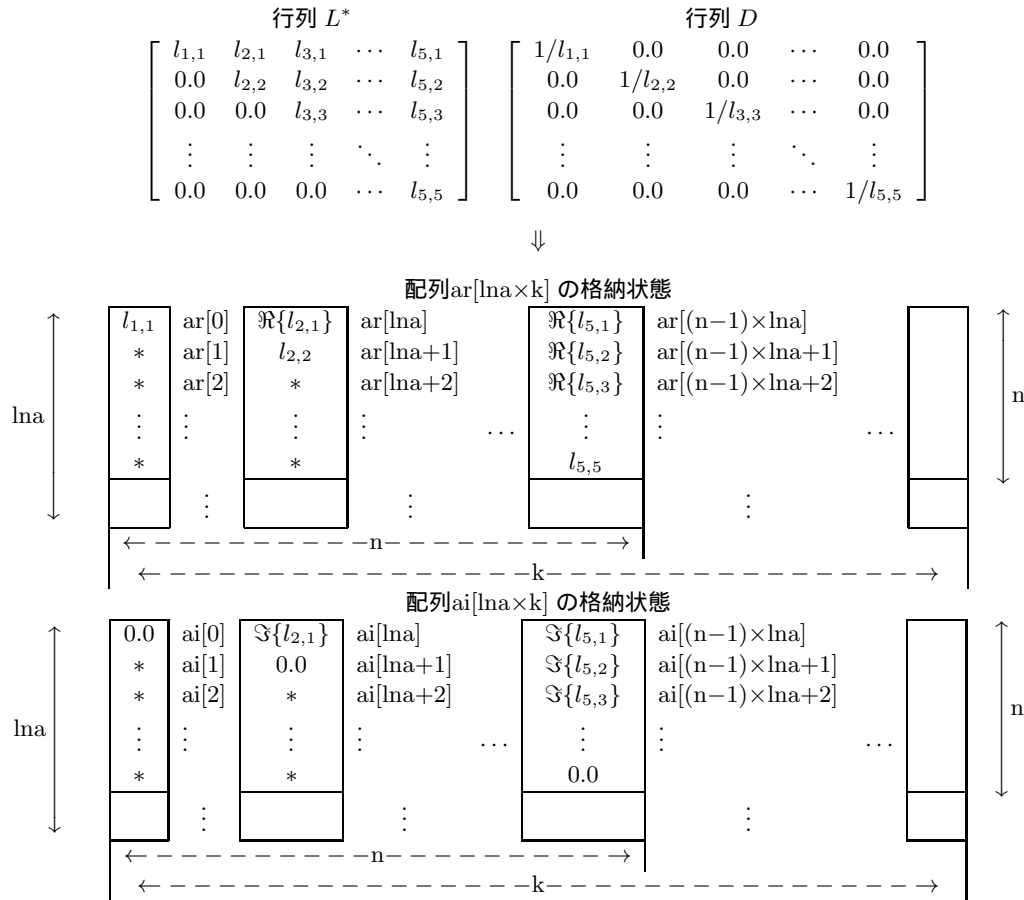 行列 L* 行列 D
l1,1 l2,1 l3,1 ⋯ l5,1 1/l1,1 0.0 0.0 ⋯ 0.0
0.0 l2,2 l3,2 ⋯ l5,2 0.0 1/l2,2 0.0 ⋯ 0.0
0.0 0.0 l3,3 ⋯ l5,3 0.0 0.0 1/l3,3 ⋯ 0.0
⋮ ⋮ ⋮ ⋱ ⋮ ⋮ ⋮ ⋮ ⋱ ⋮
0.0 0.0 0.0 ⋯ l5,5 0.0 0.0 0.0 ⋯ 1/l5,5
⇓
配列ar[lna×k] の格納状態
l1,1 ar[0] ℜ{l2,1} ar[lna] ℜ{l5,1} ar[(n−1)×lna]
* ar[1] l2,2 ar[lna+1] ℜ{l5,2} ar[(n−1)×lna+1]
* ar[2] * ar[lna+2] ℜ{l5,3} ar[(n−1)×lna+2]
lna ⋮ ⋮ ⋮ ⋮ ⋯ ⋮ ⋮ ⋯ n
* * l5,5
⋮ ⋮ ⋮
←−−−−−−−−−n−−−−−−−−−→
←−−−−−−−−−−−−−−−k−−−−−−−−−−−−−−−→
配列ai[lna×k] の格納状態
0.0 ai[0] ℑ{l2,1} ai[lna] ℑ{l5,1} ai[(n−1)×lna]
* ai[1] 0.0 ai[lna+1] ℑ{l5,2} ai[(n−1)×lna+1]
* ai[2] * ai[lna+2] ℑ{l5,3} ai[(n−1)×lna+2]
lna ⋮ ⋮ ⋮ ⋮ ⋯ ⋮ ⋮ ⋯ n
* * 0.0
⋮ ⋮ ⋮
←−−−−−−−−−n−−−−−−−−−→
←−−−−−−−−−−−−−−−k−−−−−−−−−−−−−−−→